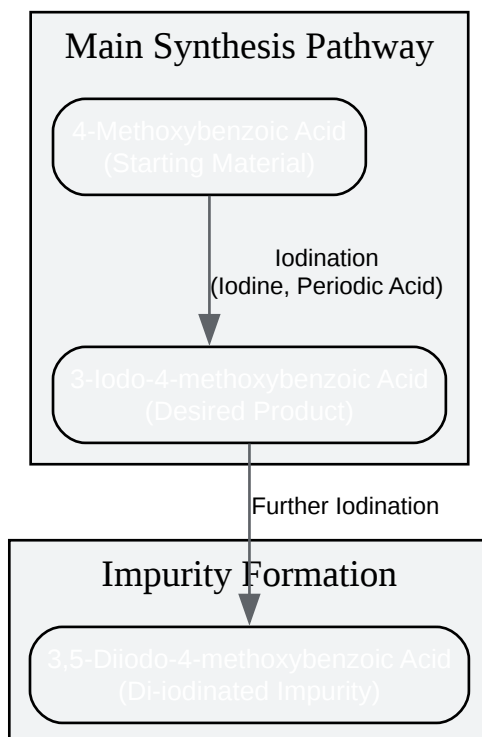 Main Synthesis Pathway
4-Methoxybenzoic Acid
(Starting Material)
Iodination
(Iodine, Periodic Acid)
3-Iodo-4-methoxybenzoic Acid
(Desired Product)
Further Iodination
Impurity Formation
3,5-Diiodo-4-methoxybenzoic Acid
(Di-iodinated Impurity)